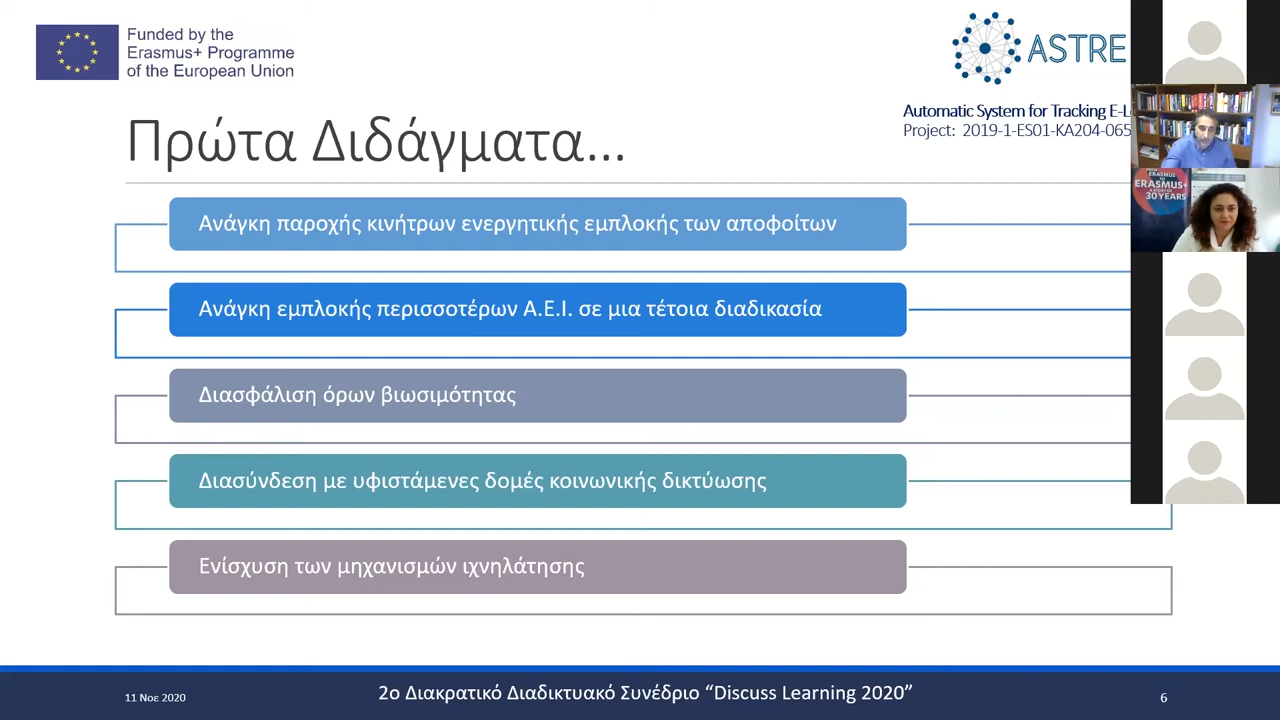 Funded by the
Erasmus+ Programme
of the European Union
ASTRE
Automatic System for Tracking E-L
Project: 2019-1-ES01-KA204-065
Πρώτα Διδάγματα...
ERASMUS+
30 YEARS
Ανάγκη παροχής κινήτρων ενεργητικής εμπλοκής των αποφοίτων
Ανάγκη εμπλοκής περισσοτέρων Α.Ε.Ι. σε μια τέτοια διαδικασία
Διασφάλιση όρων βιωσιμότητας
Διασύνδεση με υφιστάμενες δομές κοινωνικής δικτύωσης
Ενίσχυση των μηχανισμών ιχνηλάτησης
11 Νοε 2020
2ο Διακρατικό Διαδικτυακό Συνέδριο “Discuss Learning 2020”
6